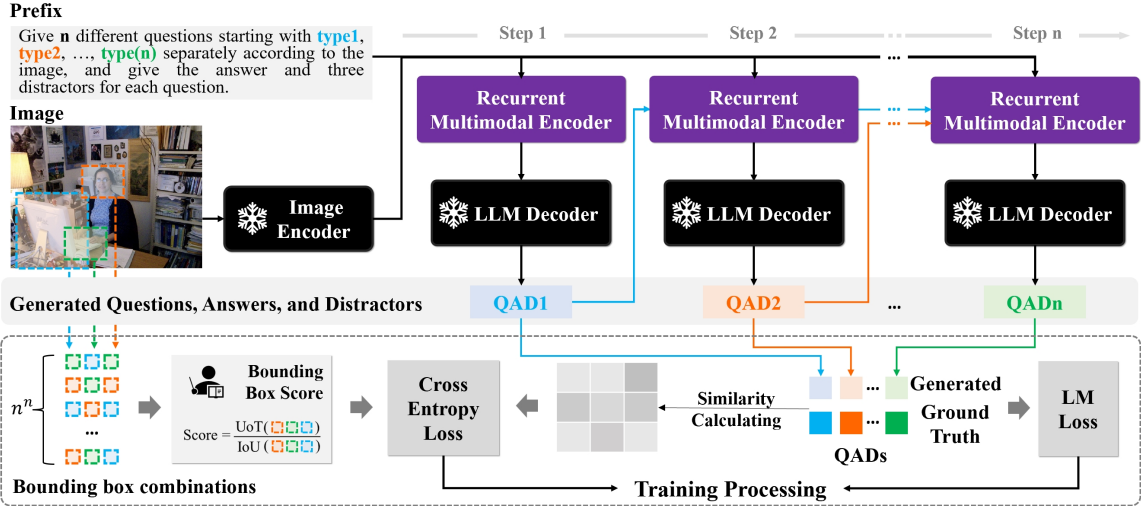 Prefix
Give n different questions starting with type1,
type2, …, type(n) separately according to the
image, and give the answer and three
distractors for each question.
Step 1
Step 2
...
Step n
Image
Recurrent
Multimodal Encoder
Recurrent
Multimodal Encoder
...
...
...
Recurrent
Multimodal Encoder
Image
Encoder
LLM Decoder
LLM Decoder
LLM Decoder
Generated Questions, Answers, and Distractors
QAD1
QAD2
...
QADn
nⁿ
...
Bounding box combinations
Bounding
Box Score
Score = UoT( ) / IoU( )
Cross
Entropy
Loss
Similarity
Calculating
... Generated
... Ground
Truth
QADs
LM
Loss
Training Processing